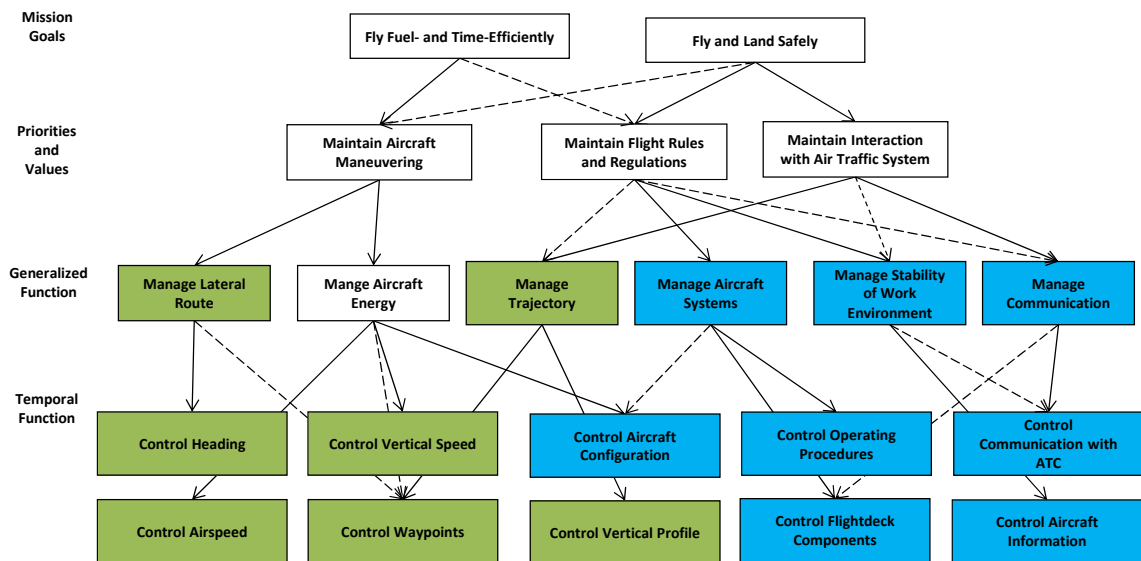 Mission
Goals
Fly Fuel- and Time-Efficiently
Fly and Land Safely
Priorities
and
Values
Maintain Aircraft
Maneuvering
Maintain Flight Rules
and Regulations
Maintain Interaction
with Air Traffic System
Generalized
Function
Manage Lateral
Route
Mange Aircraft
Energy
Manage
Trajectory
Manage Aircraft
Systems
Manage Stability
of Work
Environment
Manage
Communication
Temporal
Function
Control Heading
Control Vertical Speed
Control Aircraft
Configuration
Control Operating
Procedures
Control
Communication with
ATC
Control Airspeed
Control Waypoints
Control Vertical Profile
Control Flightdeck
Components
Control Aircraft
Information